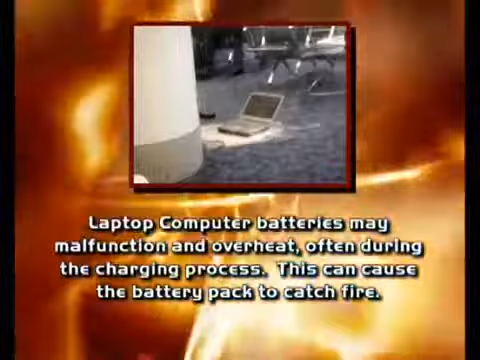 Laptop Computer batteries may
malfunction and overheat, often during
the charging process. This can cause
the battery pack to catch fire.